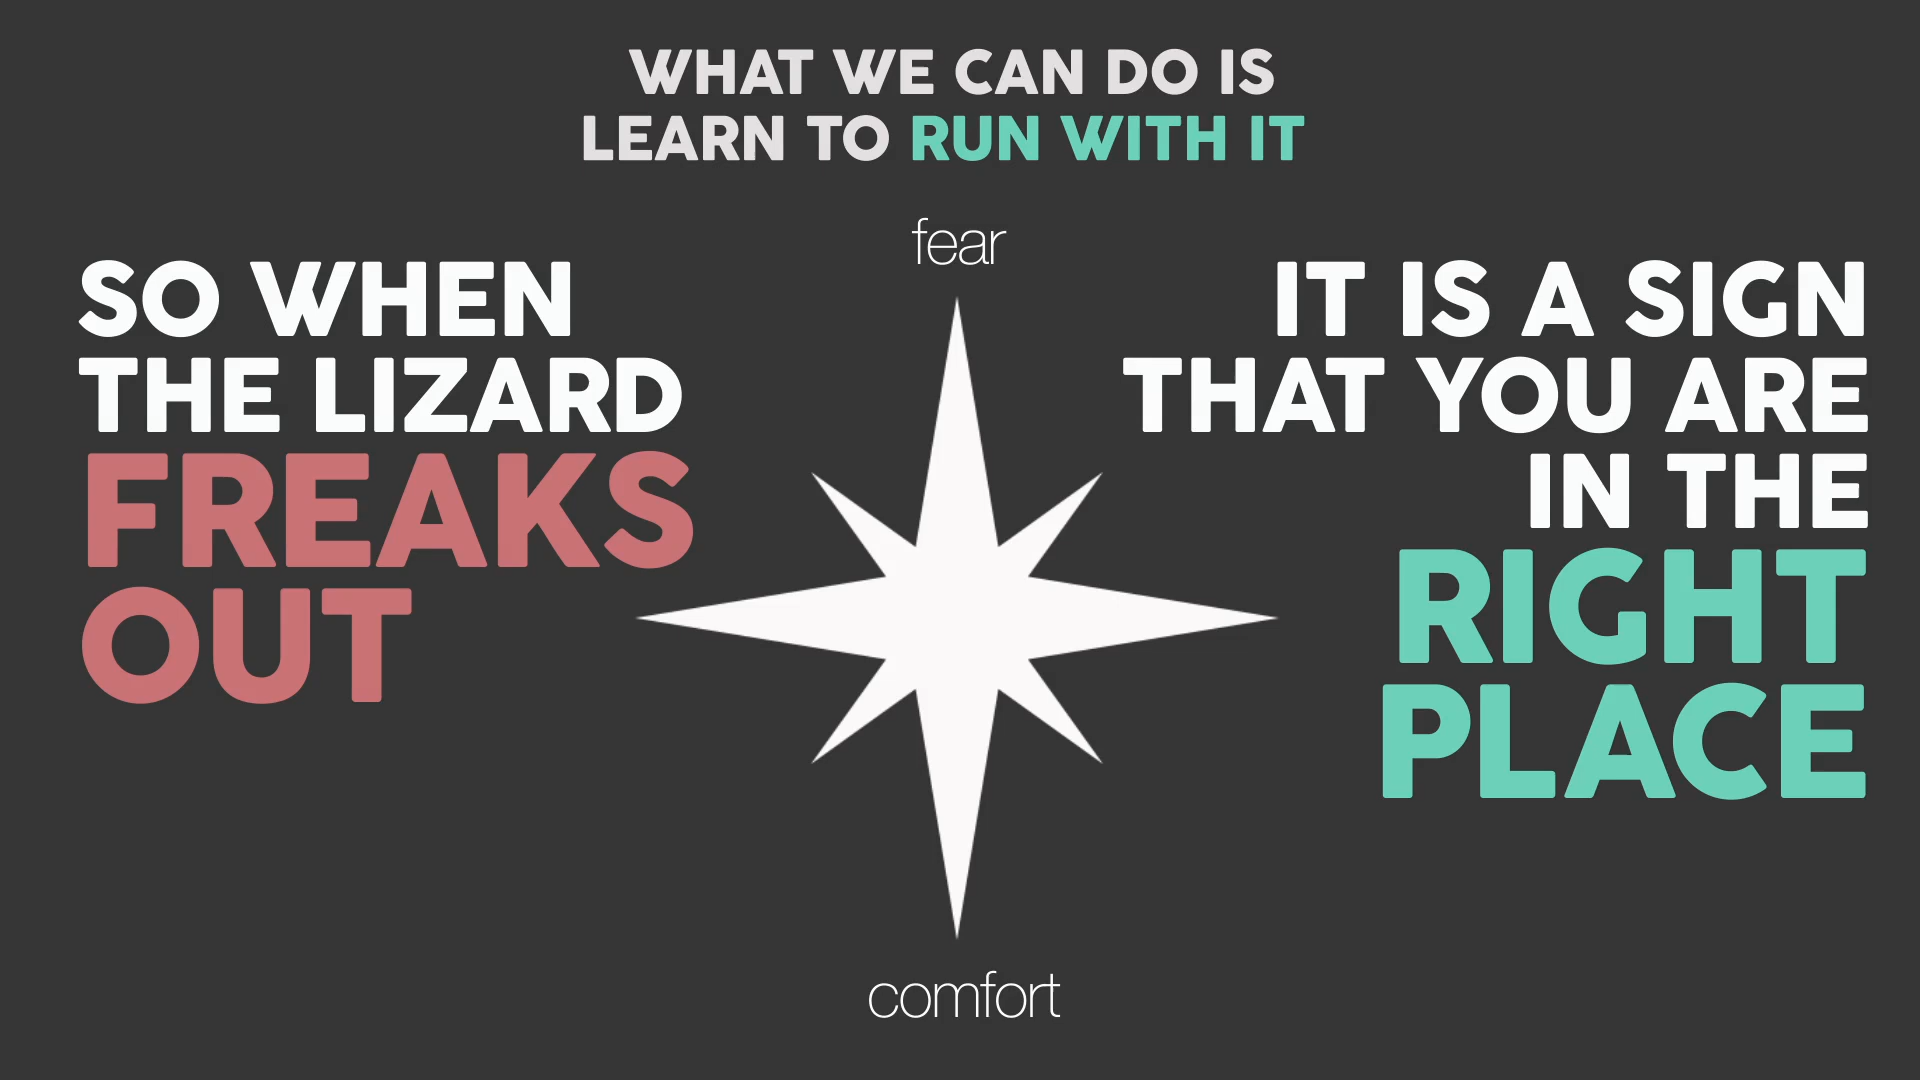 WHAT WE CAN DO IS
LEARN TO RUN WITH IT
fear
SO WHEN
THE LIZARD
FREAKS
OUT
IT IS A SIGN
THAT YOU ARE
IN THE
RIGHT
PLACE
comfort